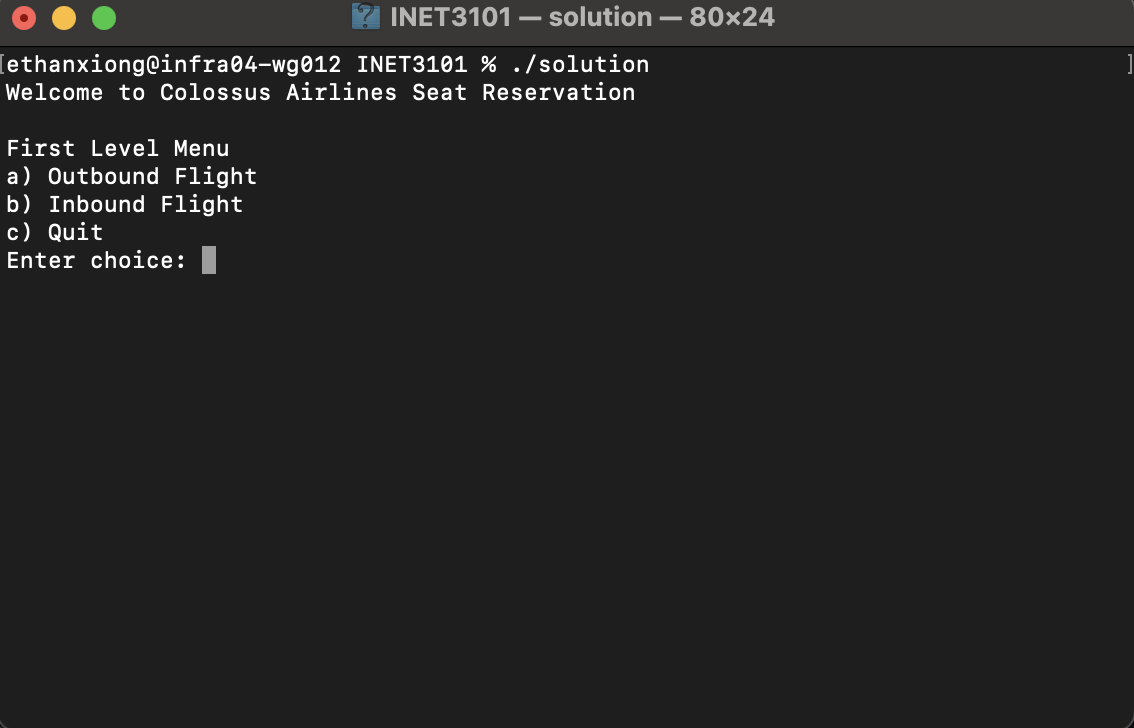 INET3101 — solution — 80×24
[ethanxiong@infra04-wg012 INET3101 % ./solution ]
Welcome to Colossus Airlines Seat Reservation
First Level Menu
a) Outbound Flight
b) Inbound Flight
c) Quit
Enter choice: